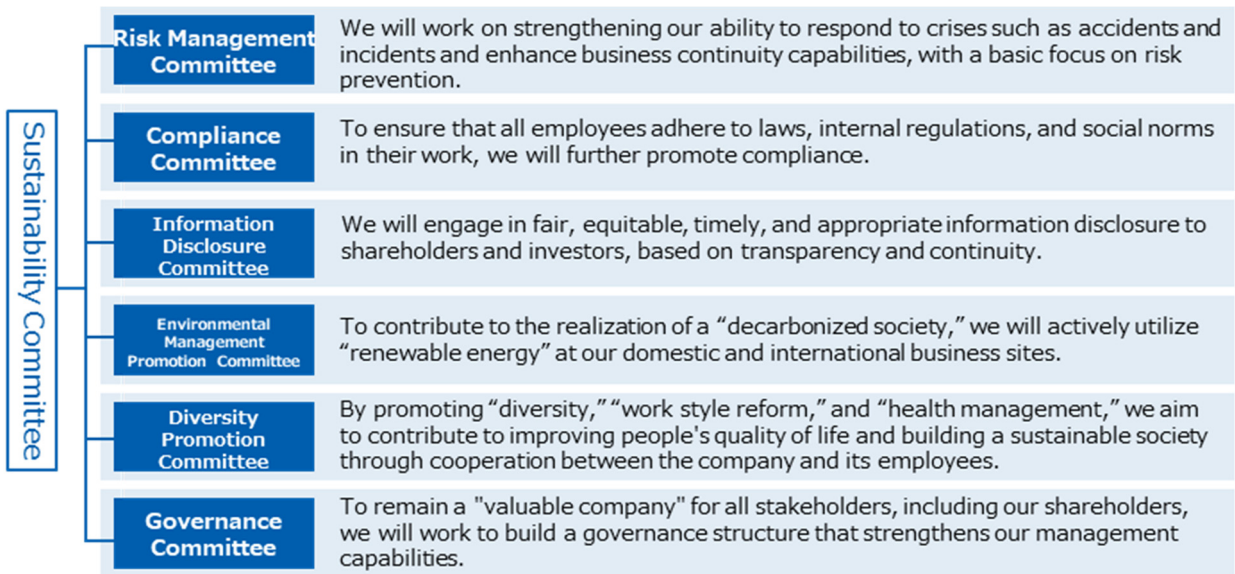 Sustainability Committee
Risk Management
Committee
We will work on strengthening our ability to respond to crises such as accidents and
incidents and enhance business continuity capabilities, with a basic focus on risk
prevention.
Compliance
Committee
To ensure that all employees adhere to laws, internal regulations, and social norms
in their work, we will further promote compliance.
Information
Disclosure
Committee
We will engage in fair, equitable, timely, and appropriate information disclosure to
shareholders and investors, based on transparency and continuity.
Environmental
Management
Promotion Committee
To contribute to the realization of a “decarbonized society,” we will actively utilize
“renewable energy” at our domestic and international business sites.
Diversity
Promotion
Committee
By promoting “diversity,” “work style reform,” and “health management,” we aim
to contribute to improving people's quality of life and building a sustainable society
through cooperation between the company and its employees.
Governance
Committee
To remain a "valuable company" for all stakeholders, including our shareholders,
we will work to build a governance structure that strengthens our management
capabilities.